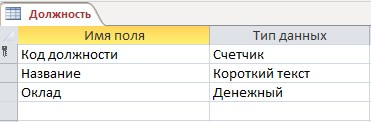 Должность
Имя поля Тип данных
Код должности Счетчик
Название Короткий текст
Оклад Денежный